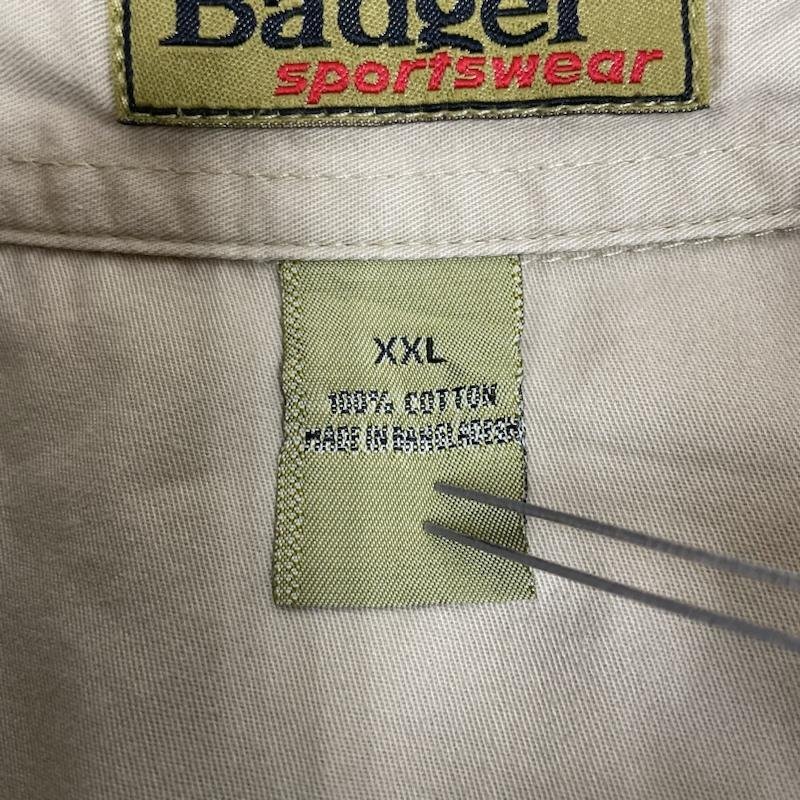 Badger
sportswear
XXL
100% COTTON
MADE IN BANGLADESH